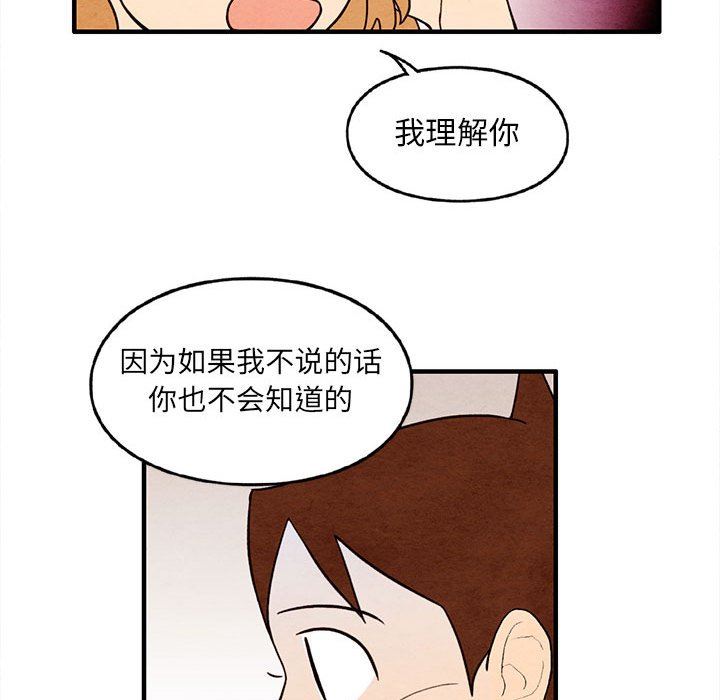 我理解你
因为如果我不说的话
你也不会知道的